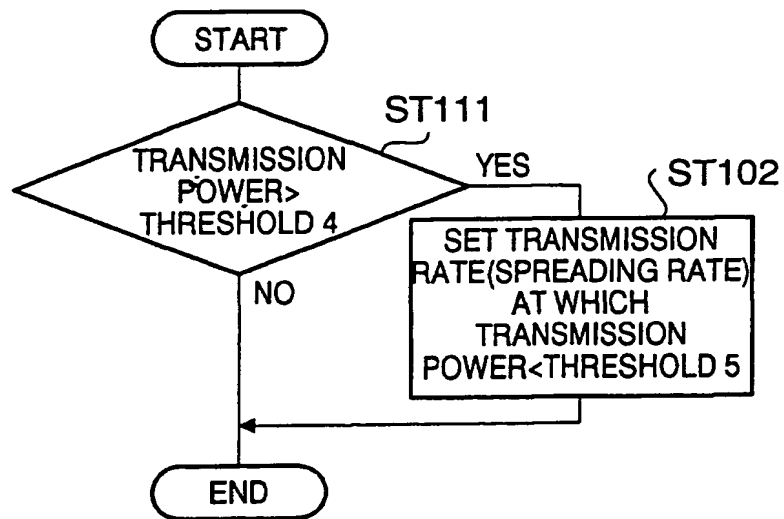 START
ST111
TRANSMISSION
POWER>
THRESHOLD 4
YES
ST102
SET TRANSMISSION
RATE(SPREADING RATE)
AT WHICH
TRANSMISSION
POWER<THRESHOLD 5
NO
END